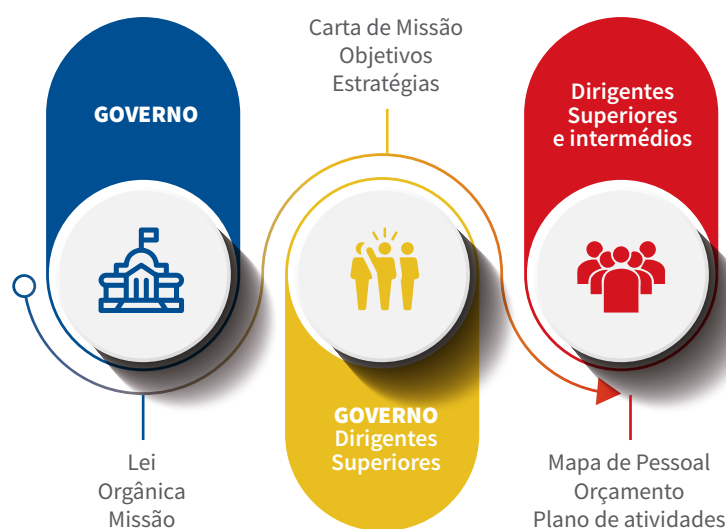 GOVERNO
Lei
Orgânica
Missão
Carta de Missão
Objetivos
Estratégias
GOVERNO
Dirigentes
Superiores
Dirigentes
Superiores
e intermédios
Mapa de Pessoal
Orçamento
Plano de atividades